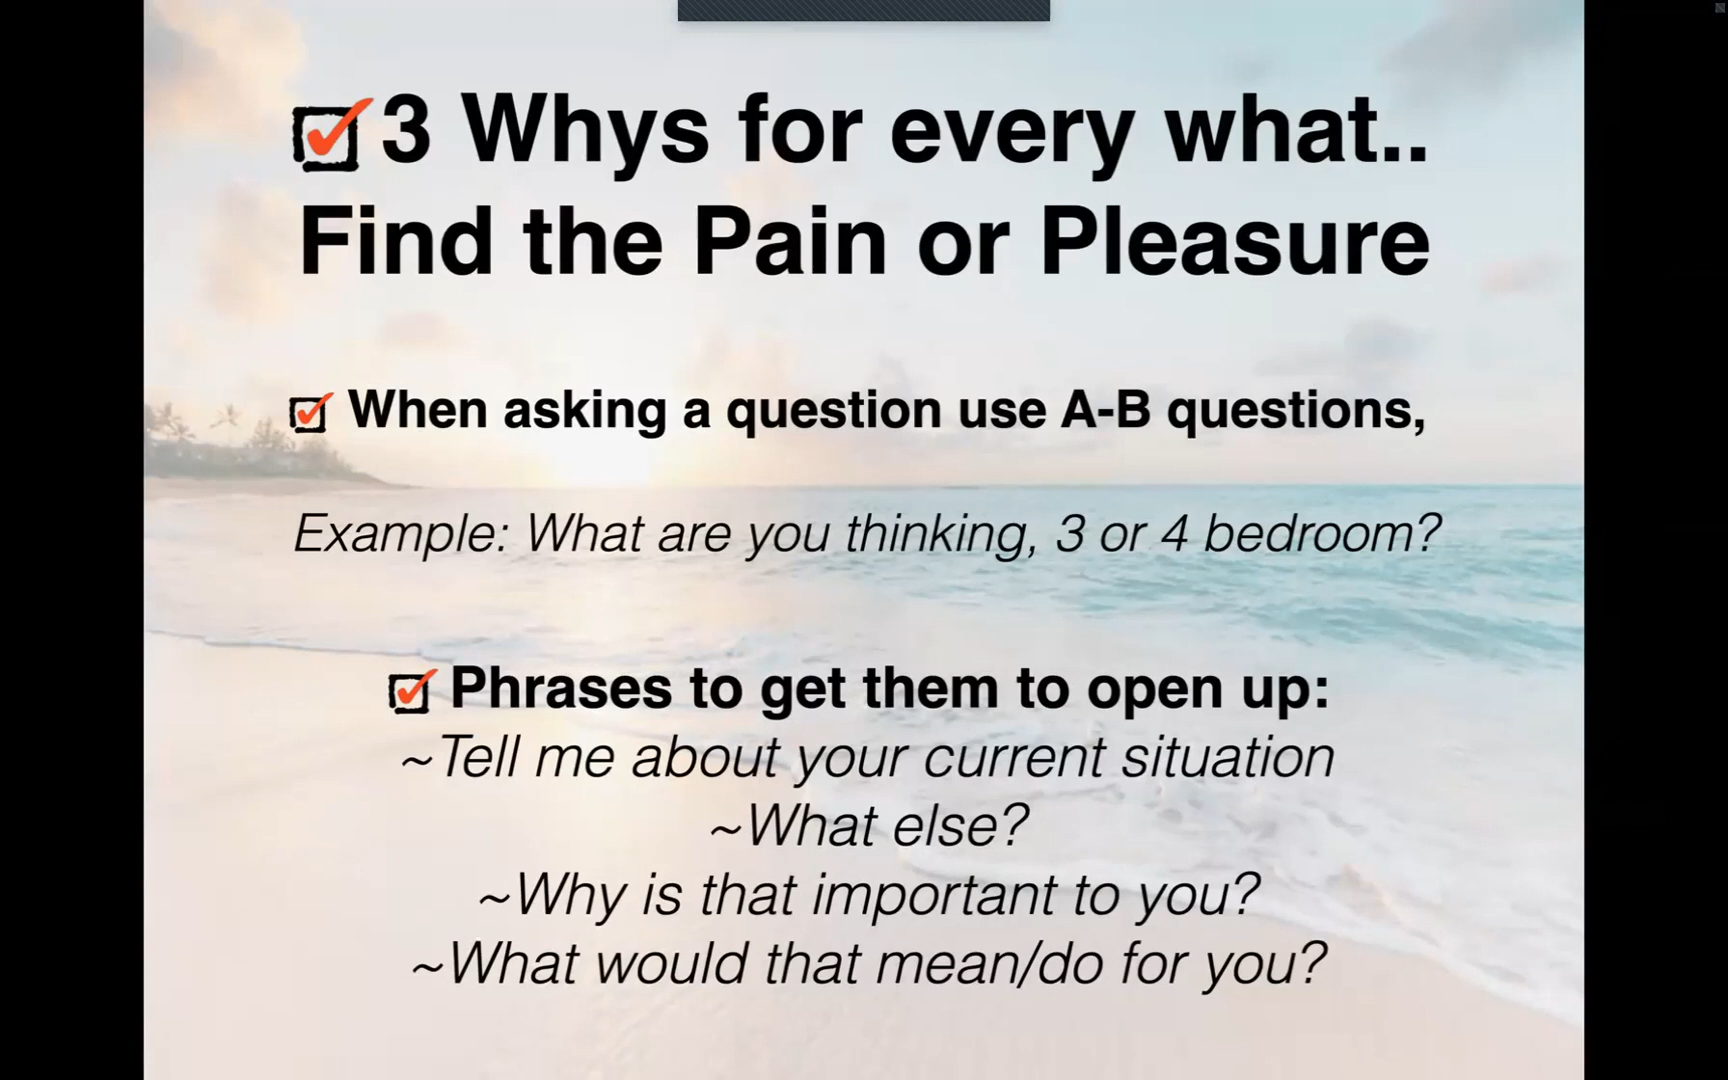 3 Whys for every what..
Find the Pain or Pleasure
When asking a question use A-B questions,
Example: What are you thinking, 3 or 4 bedroom?
Phrases to get them to open up:
~Tell me about your current situation
~What else?
~Why is that important to you?
~What would that mean/do for you?